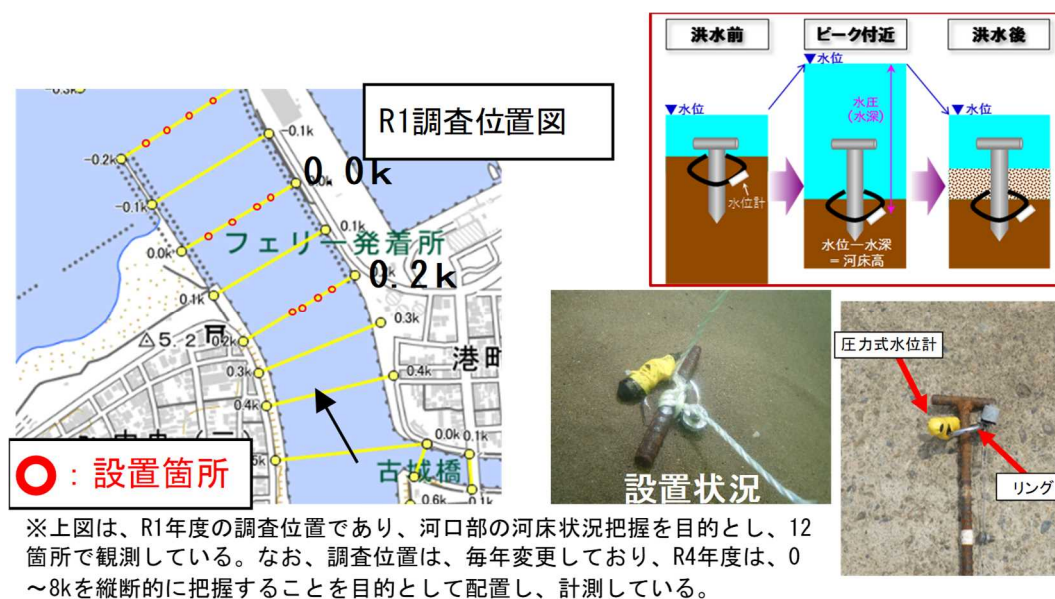 洪水前
ピーク付近
洪水後
▼水位
▼水位
▼水位
水圧
(水深)
水位計
水位ー水深
=河床高
R1調査位置図
-0.3k
-0.2k
-0.1k
-0.1k
0.0k
0.0k
0.0k
0.1k
フェリー発着所
0.1k
0.2k
△5.2
0.2k
0.3k
0.3k
港町
0.4k
0.4k
0.0k
0.1k
5k
古城橋
0.6k
0.1k
○:設置箇所
設置状況
圧力式水位計
リング
※上図は、R1年度の調査位置であり、河口部の河床状況把握を目的とし、12
箇所で観測している。なお、調査位置は、毎年変更しており、R4年度は、0
~8kを縦断的に把握することを目的として配置し、計測している。